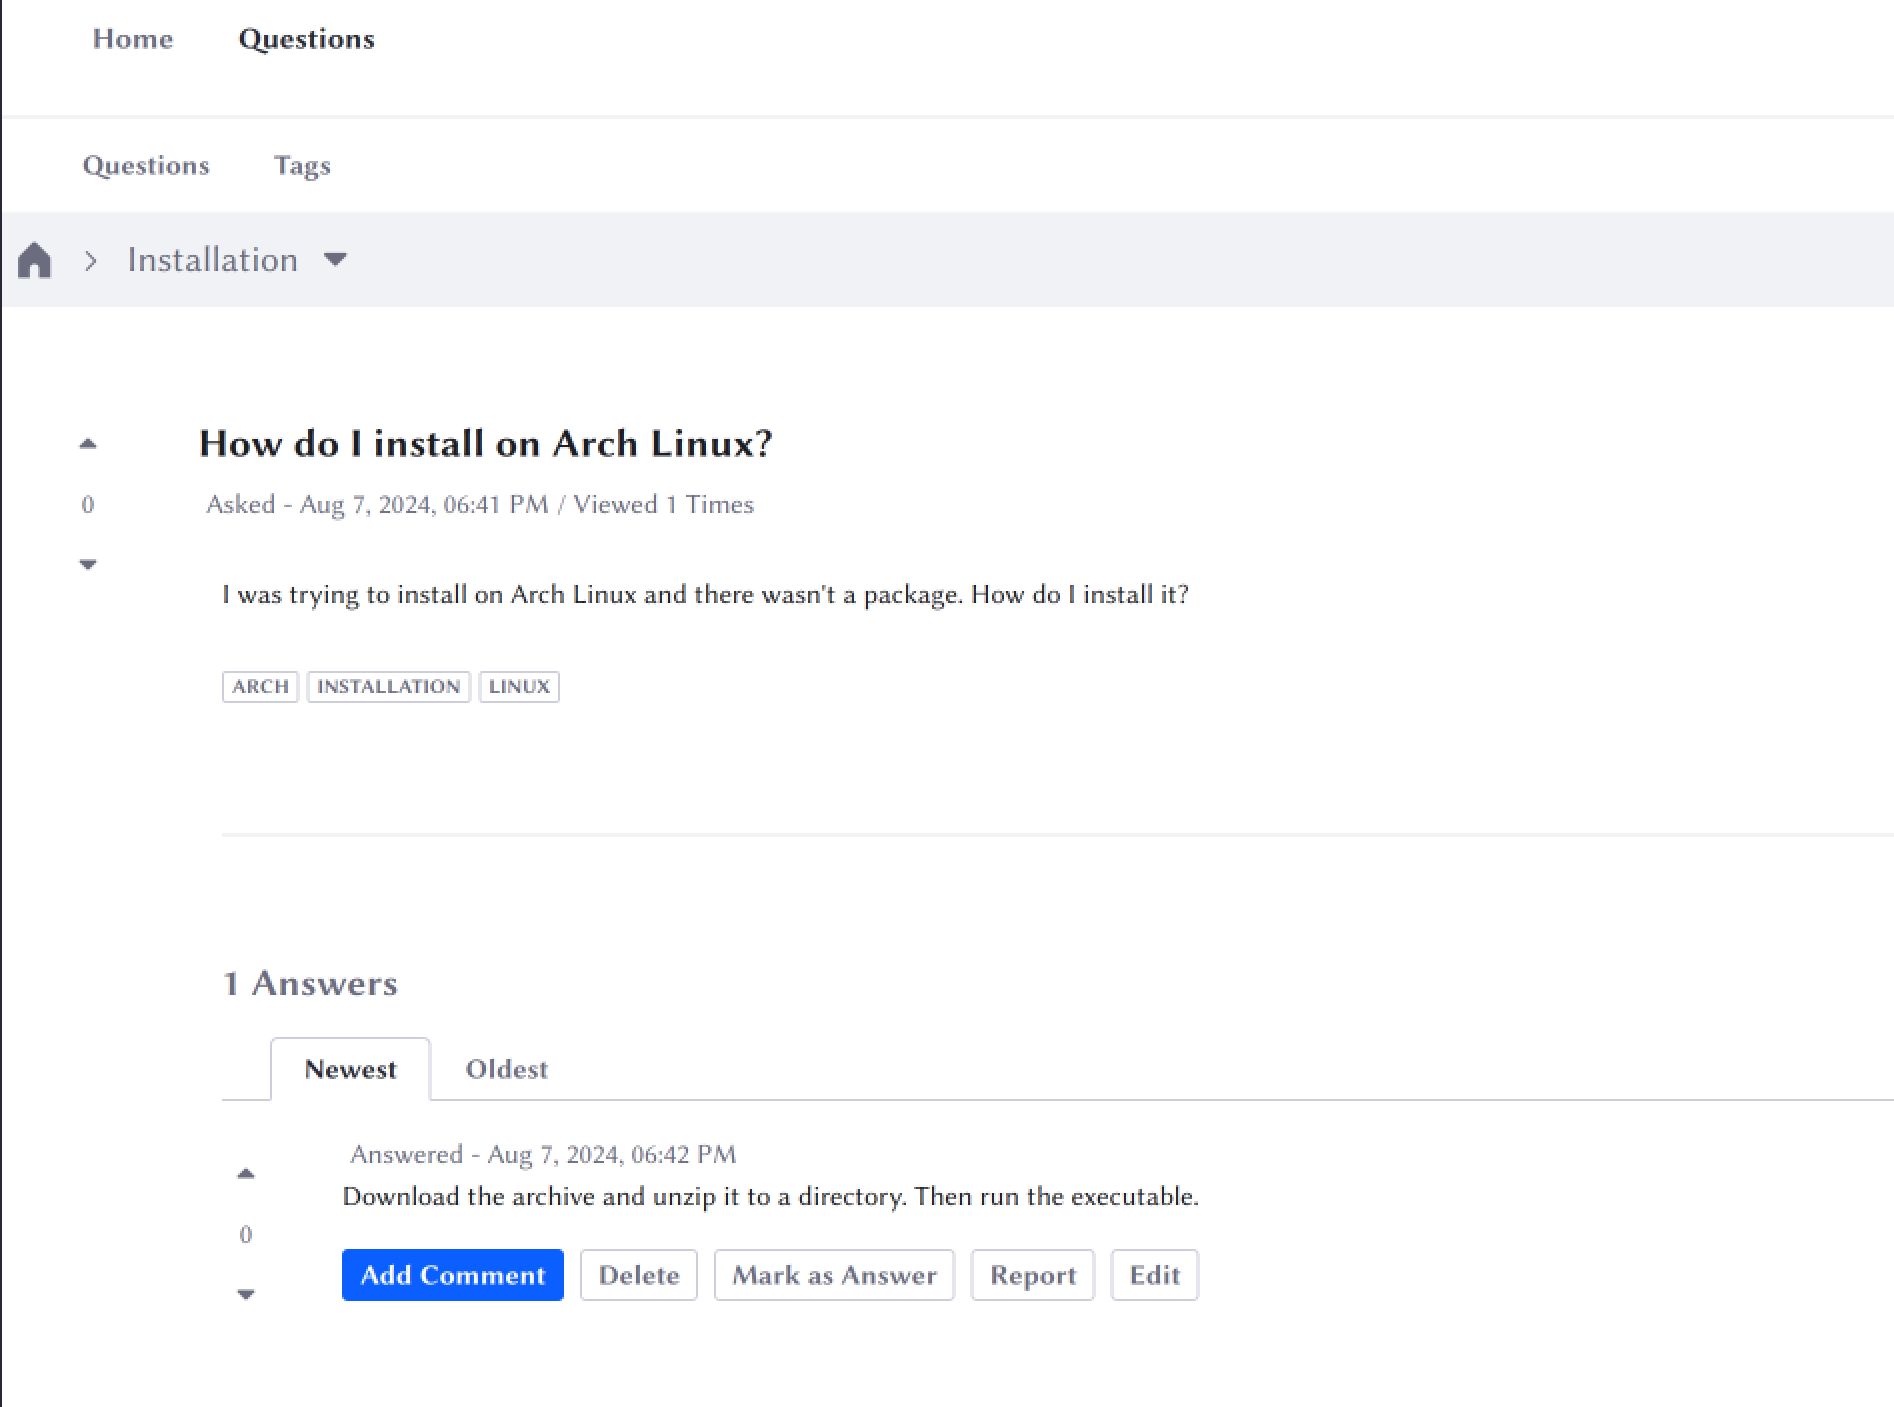 Home Questions
Questions Tags
Installation
How do I install on Arch Linux?
0
Asked - Aug 7, 2024, 06:41 PM / Viewed 1 Times
I was trying to install on Arch Linux and there wasn't a package. How do I install it?
ARCH INSTALLATION LINUX
1 Answers
Newest Oldest
Answered - Aug 7, 2024, 06:42 PM
Download the archive and unzip it to a directory. Then run the executable.
0
Add Comment Delete Mark as Answer Report Edit